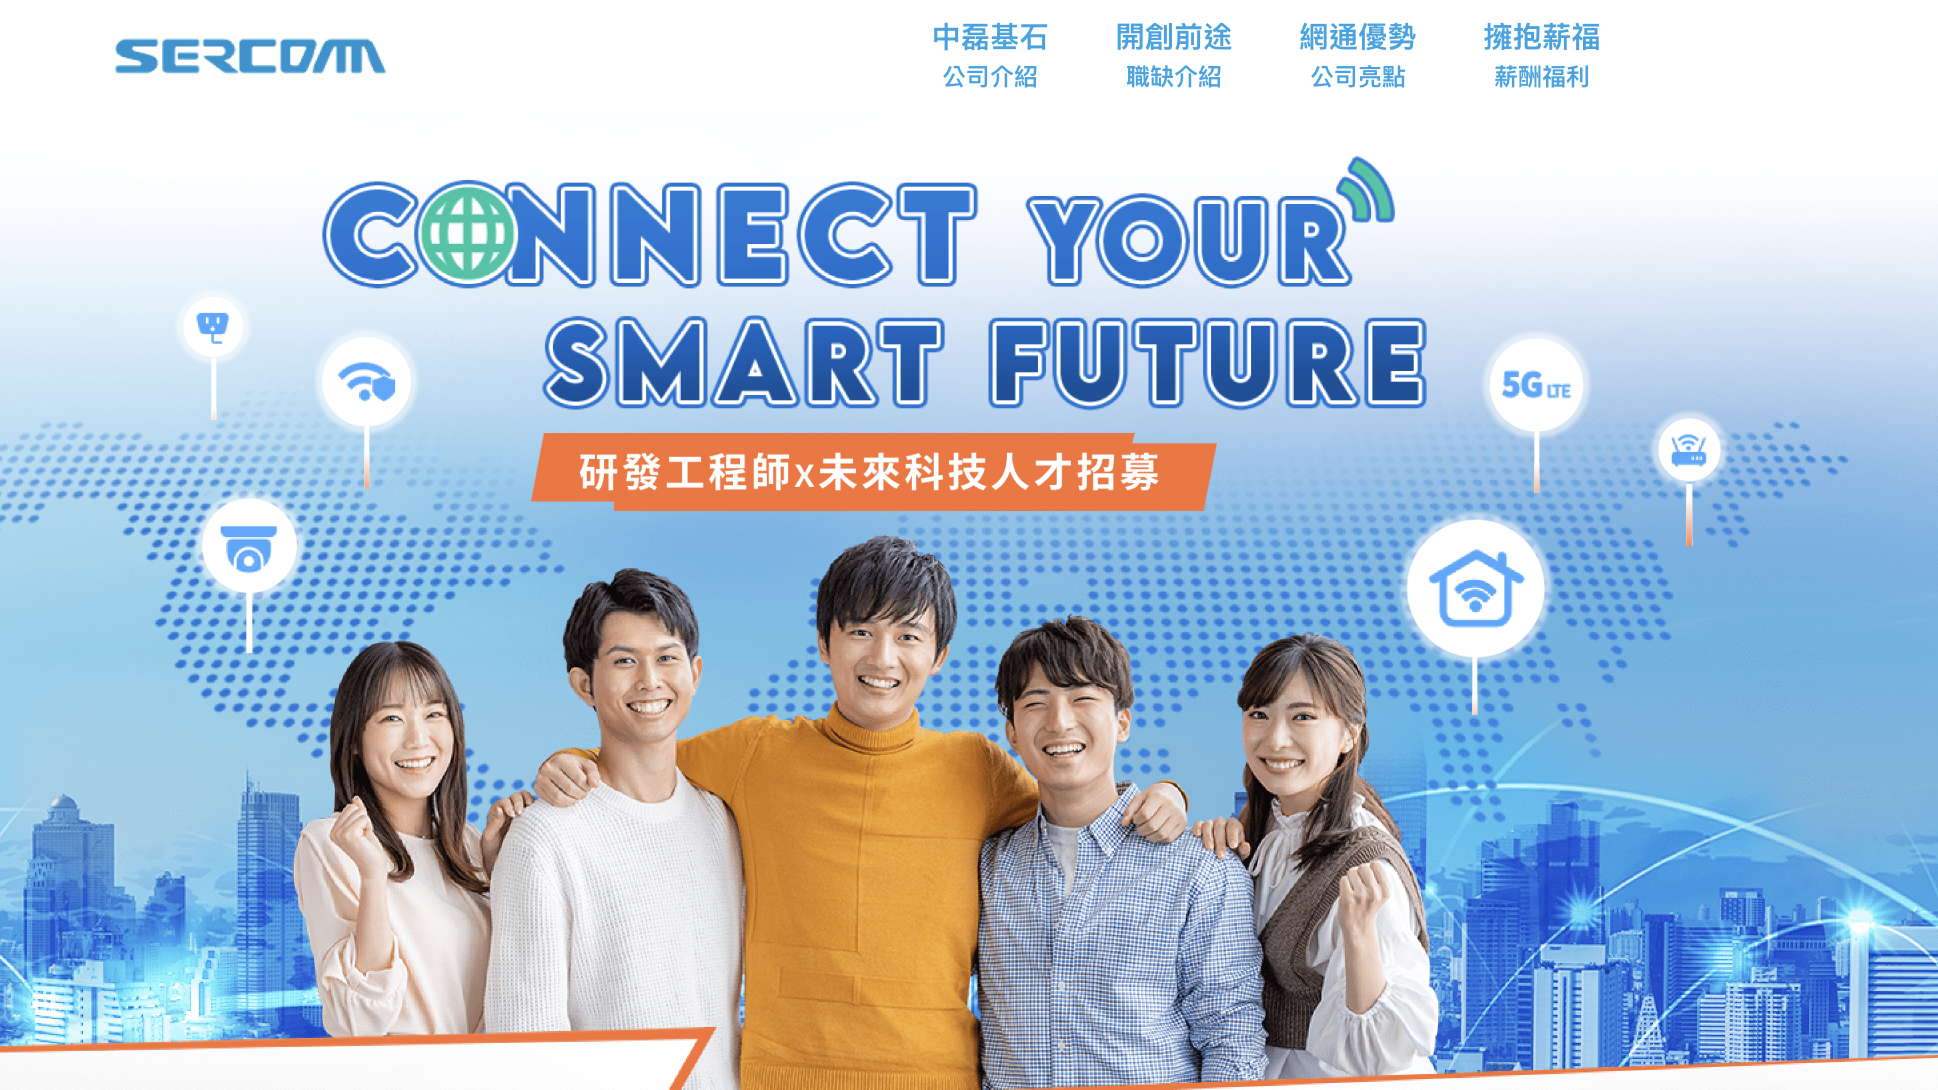 SERCOMM
中磊基石
公司介紹
開創前途
職缺介紹
網通優勢
公司亮點
擁抱薪福
薪酬福利
CONNECT YOUR
SMART FUTURE
研發工程師x未來科技人才招募
5G LTE